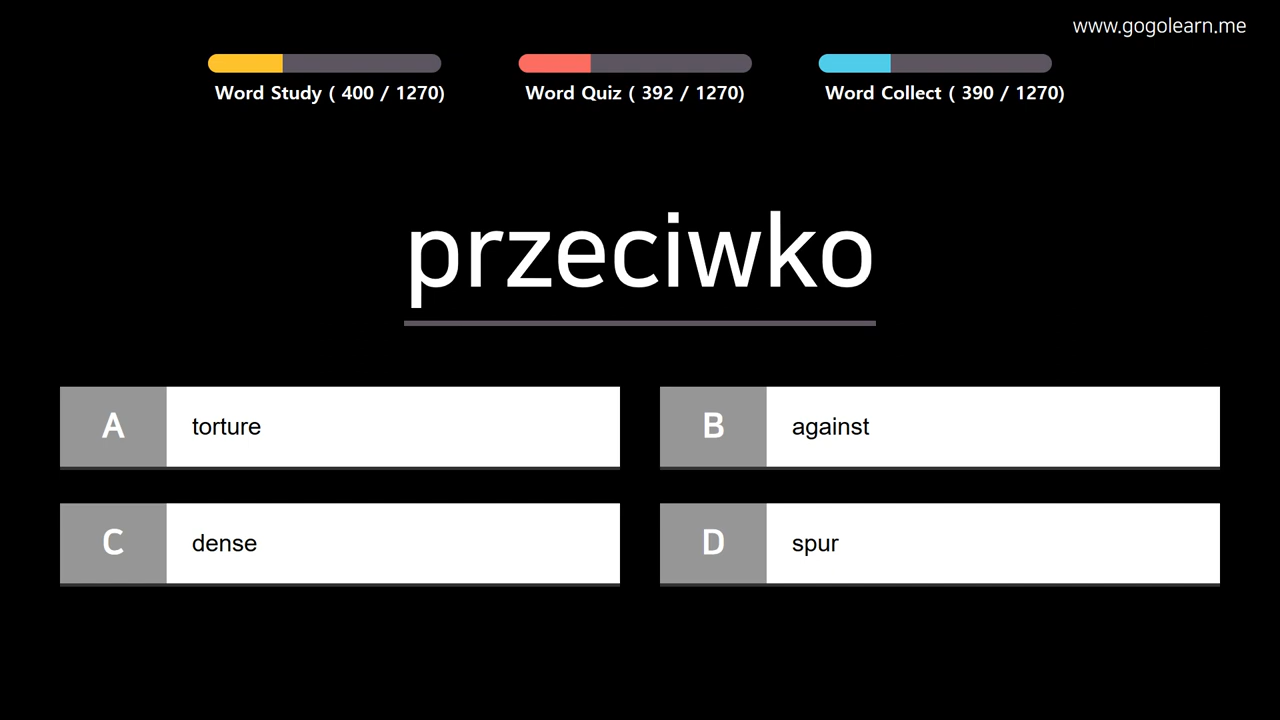 www.gogolearn.me
Word Study ( 400 / 1270)
Word Quiz ( 392 / 1270)
Word Collect ( 390 / 1270)
przeciwko
A torture
B against
C dense
D spur